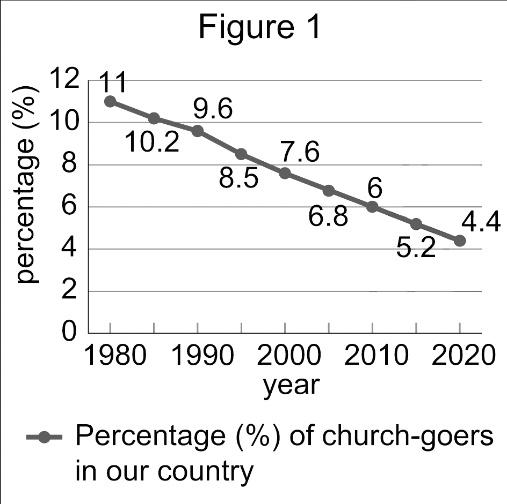 Figure 1
percentage (%)
12
10
8
6
4
2
0
11
10.2
9.6
8.5
7.6
6.8
6
5.2
4.4
1980 1990 2000 2010 2020
year
Percentage (%) of church-goers
in our country